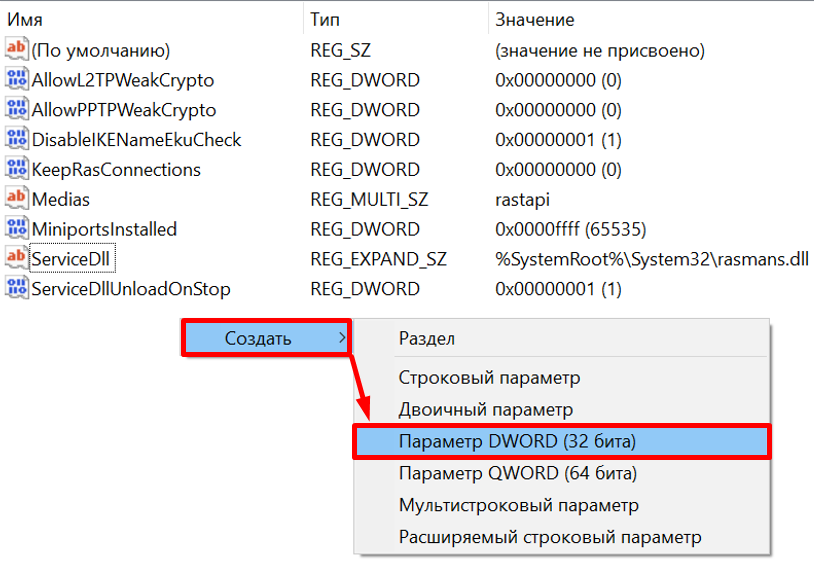 Имя Тип Значение
(По умолчанию) REG_SZ (значение не присвоено)
AllowL2TPWeakCrypto REG_DWORD 0x00000000 (0)
AllowPPTPWeakCrypto REG_DWORD 0x00000000 (0)
DisableIKENameEkuCheck REG_DWORD 0x00000001 (1)
KeepRasConnections REG_DWORD 0x00000000 (0)
Medias REG_MULTI_SZ rastapi
MiniportsInstalled REG_DWORD 0x0000ffff (65535)
ServiceDll REG_EXPAND_SZ %SystemRoot%\System32\rasmans.dll
ServiceDllUnloadOnStop REG_DWORD 0x00000001 (1)
Создать Раздел
Строковый параметр
Двоичный параметр
Параметр DWORD (32 бита)
Параметр QWORD (64 бита)
Мультистроковый параметр
Расширяемый строковый параметр